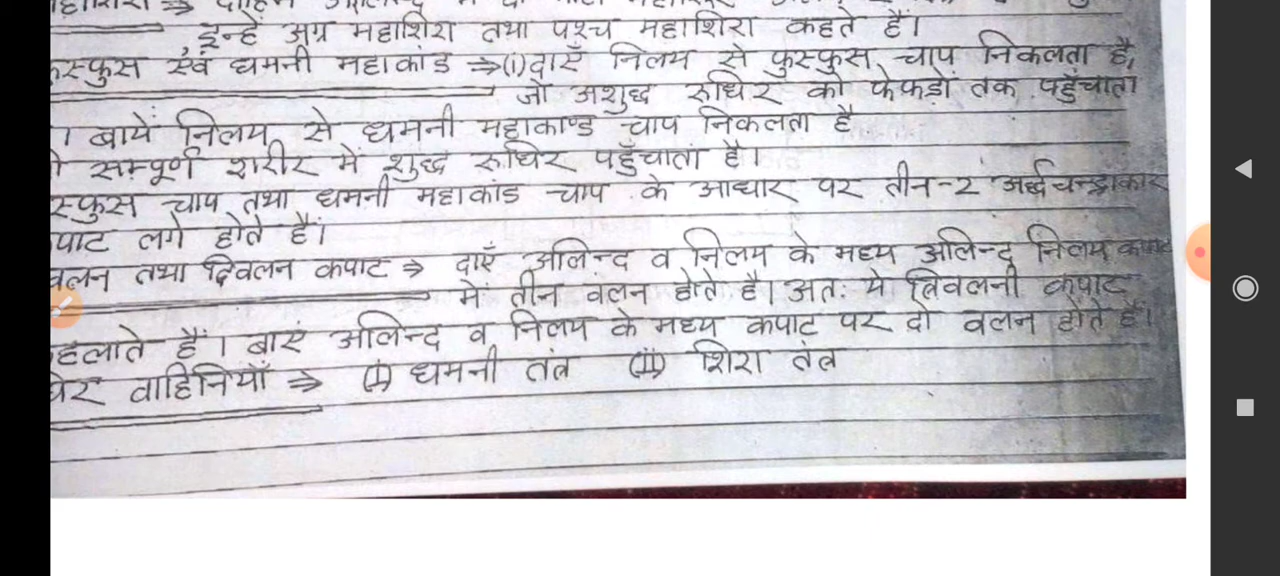 इन्हें अग्र महाशिरा तथा पश्च महाशिरा कहते हैं।
फुस्फुस एवं धमनी महाकांड ⇒(i) दाएँ निलय से फुस्फुस चाप निकलता है,
जो अशुद्ध रुधिर को फेफड़ों तक पहुँचाता
। बायें निलय से धमनी महाकाण्ड चाप निकलता है
सम्पूर्ण शरीर में शुद्ध रुधिर पहुँचाता है।
स्फुस चाप तथा धमनी महाकांड चाप के आधार पर तीन-2 अर्द्धचन्द्राकार
पाट लगे होते हैं।
वलन तथा द्विवलन कपाट ⇒ दाएँ अलिन्द व निलय के मध्य अलिन्द निलय कपाट
में तीन वलन होते है। अतः ये त्रिवलनी कपाट
हलाते हैं। बाएं अलिन्द व निलय के मध्य कपाट पर दो वलन होते हैं।
धिर वाहिनियाँ ⇒ (i) धमनी तंत्र (ii) शिरा तंत्र